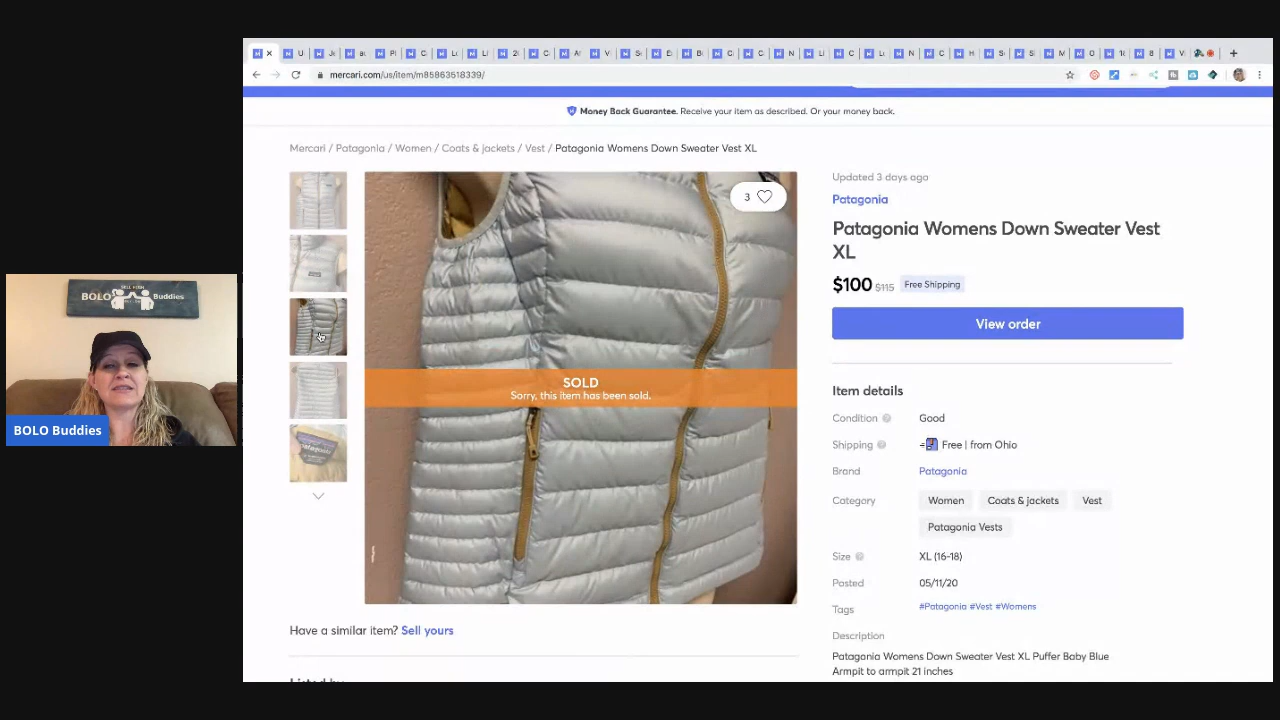 mercari.com/us/item/m85863518339/
Money Back Guarantee. Receive your item as described. Or your money back.
Mercari / Patagonia / Women / Coats & jackets / Vest / Patagonia Womens Down Sweater Vest XL
3
SOLD
Sorry, this item has been sold.
patagonia
Have a similar item? Sell yours
Updated 3 days ago
Patagonia
Patagonia Womens Down Sweater Vest
XL
$100 $115 Free Shipping
View order
Item details
Condition Good
Shipping Free | from Ohio
Brand Patagonia
Category Women Coats & jackets Vest
Patagonia Vests
Size XL (16-18)
Posted 05/11/20
Tags #Patagonia #Vest #Womens
Description
Patagonia Womens Down Sweater Vest XL Puffer Baby Blue
Armpit to armpit 21 inches
BOLO Buddies
BOLO Buddies